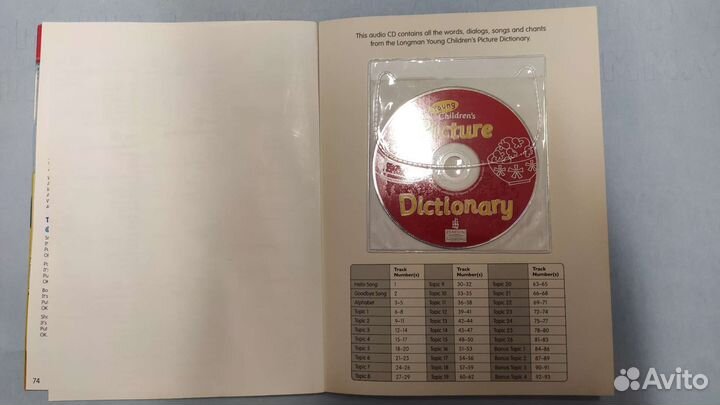 This audio CD contains all the words, dialogs, songs and chants
from the Longman Young Children's Picture Dictionary.
Young
Children's
Picture
Dictionary
Track Number(s) Track Number(s) Track Number(s)
Hello Song 1 Topic 9 30-32 Topic 20 63-65
Goodbye Song 2 Topic 10 33-35 Topic 21 66-68
Alphabet 3-5 Topic 11 36-38 Topic 22 69-71
Topic 1 6-8 Topic 12 39-41 Topic 23 72-74
Topic 2 9-11 Topic 13 42-44 Topic 24 75-77
Topic 3 12-14 Topic 14 45-47 Topic 25 78-80
Topic 4 15-17 Topic 15 48-50 Topic 26 81-83
Topic 5 18-20 Topic 16 51-53 Bonus Topic 1 84-86
Topic 6 21-23 Topic 17 54-56 Bonus Topic 2 87-89
Topic 7 24-26 Topic 18 57-59 Bonus Topic 3 90-91
Topic 8 27-29 Topic 19 60-62 Bonus Topic 4 92-93
74
Avito